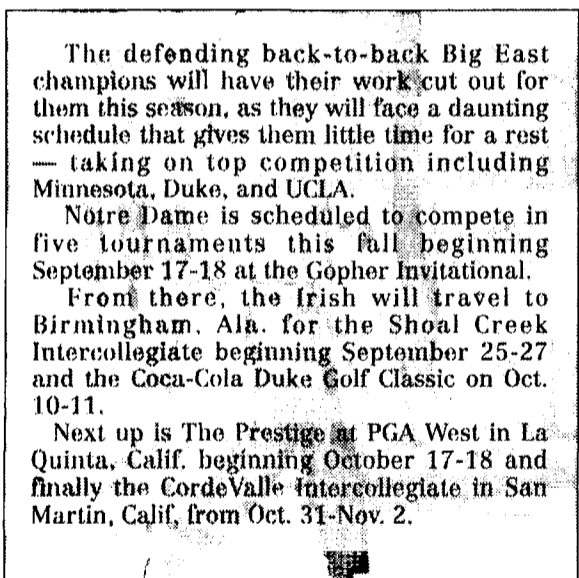 The defending back-to-back Big East
champions will have their work cut out for
them this season, as they will face a daunting
schedule that gives them little time for a rest
— taking on top competition including
Minnesota, Duke, and UCLA.
Notre Dame is scheduled to compete in
five tournaments this fall beginning
September 17-18 at the Gopher Invitational.
From there, the Irish will travel to
Birmingham, Ala. for the Shoal Creek
Intercollegiate beginning September 25-27
and the Coca-Cola Duke Golf Classic on Oct.
10-11.
Next up is The Prestige at PGA West in La
Quinta, Calif. beginning October 17-18 and
finally the CordeValle Intercollegiate in San
Martin, Calif, from Oct. 31-Nov. 2.